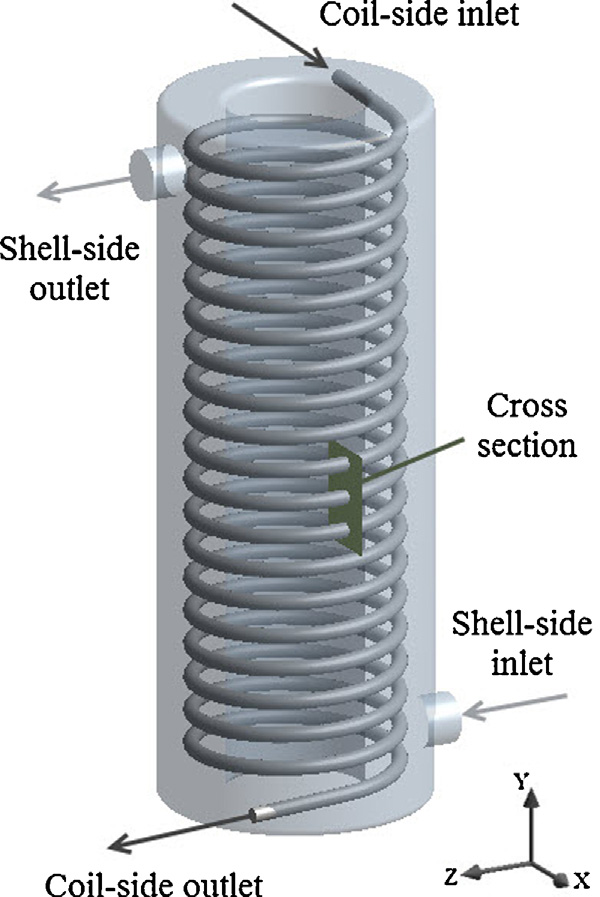 Coil-side inlet
Shell-side
outlet
Cross
section
Shell-side
inlet
Y
Z
X
Coil-side outlet